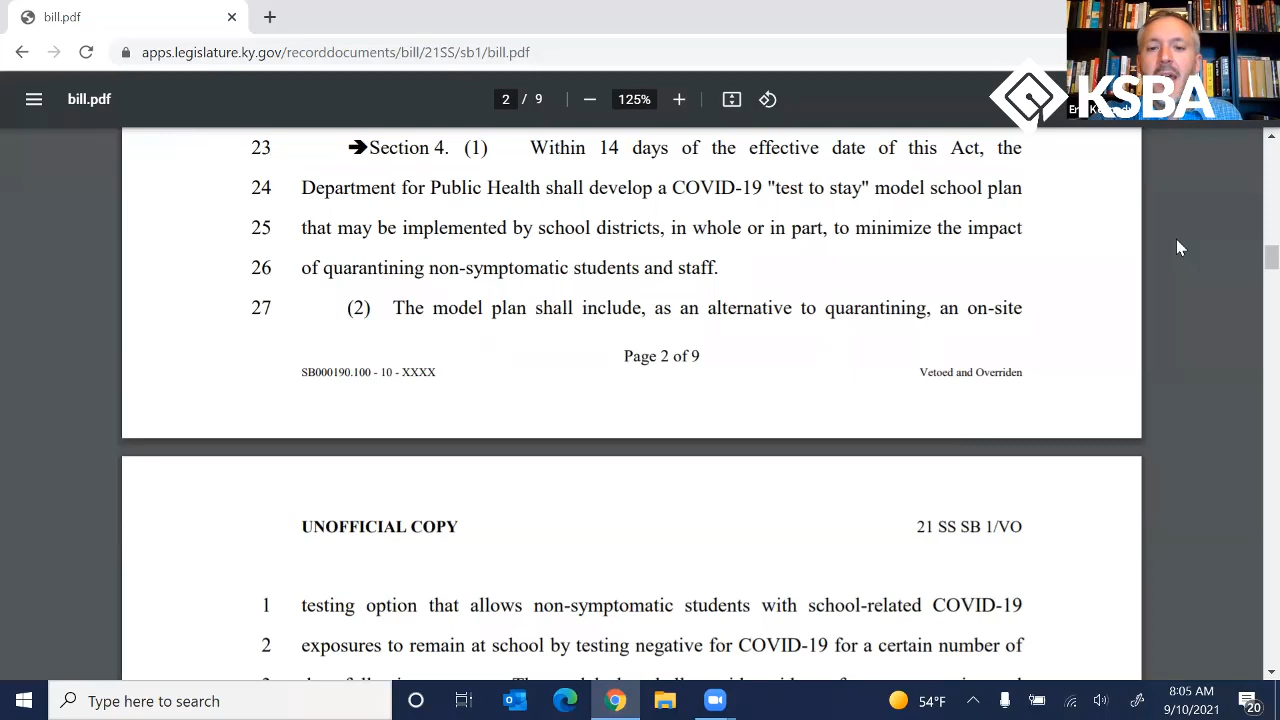 bill.pdf
apps.legislature.ky.gov/recorddocuments/bill/21SS/sb1/bill.pdf
bill.pdf
2 / 9
125%
KSBA
23 ➔Section 4. (1) Within 14 days of the effective date of this Act, the
24 Department for Public Health shall develop a COVID-19 "test to stay" model school plan
25 that may be implemented by school districts, in whole or in part, to minimize the impact
26 of quarantining non-symptomatic students and staff.
27 (2) The model plan shall include, as an alternative to quarantining, an on-site
Page 2 of 9
SB000190.100 - 10 - XXXX Vetoed and Overriden
UNOFFICIAL COPY 21 SS SB 1/VO
1 testing option that allows non-symptomatic students with school-related COVID-19
2 exposures to remain at school by testing negative for COVID-19 for a certain number of
Type here to search
54°F
8:05 AM
9/10/2021
20